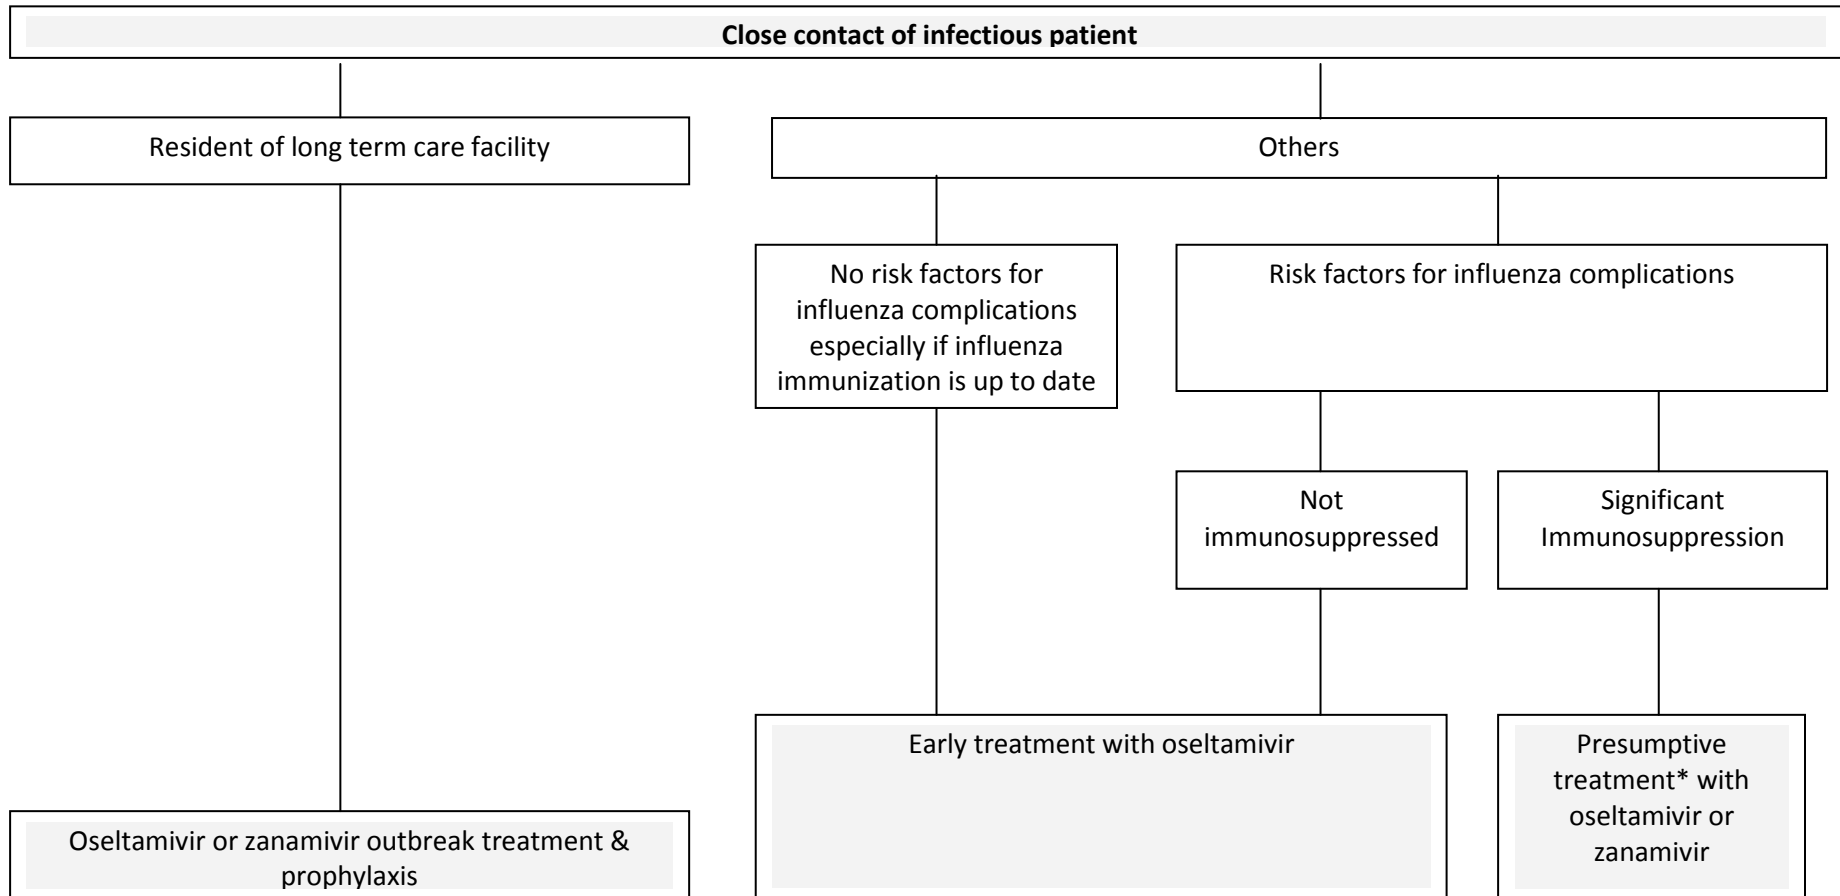 Close contact of infectious patient
Resident of long term care facility
Others
No risk factors for
influenza complications
especially if influenza
immunization is up to date
Risk factors for influenza complications
Not
immunosuppressed
Significant
Immunosuppression
Early treatment with oseltamivir
Presumptive
treatment* with
oseltamivir or
zanamivir
Oseltamivir or zanamivir outbreak treatment &
prophylaxis